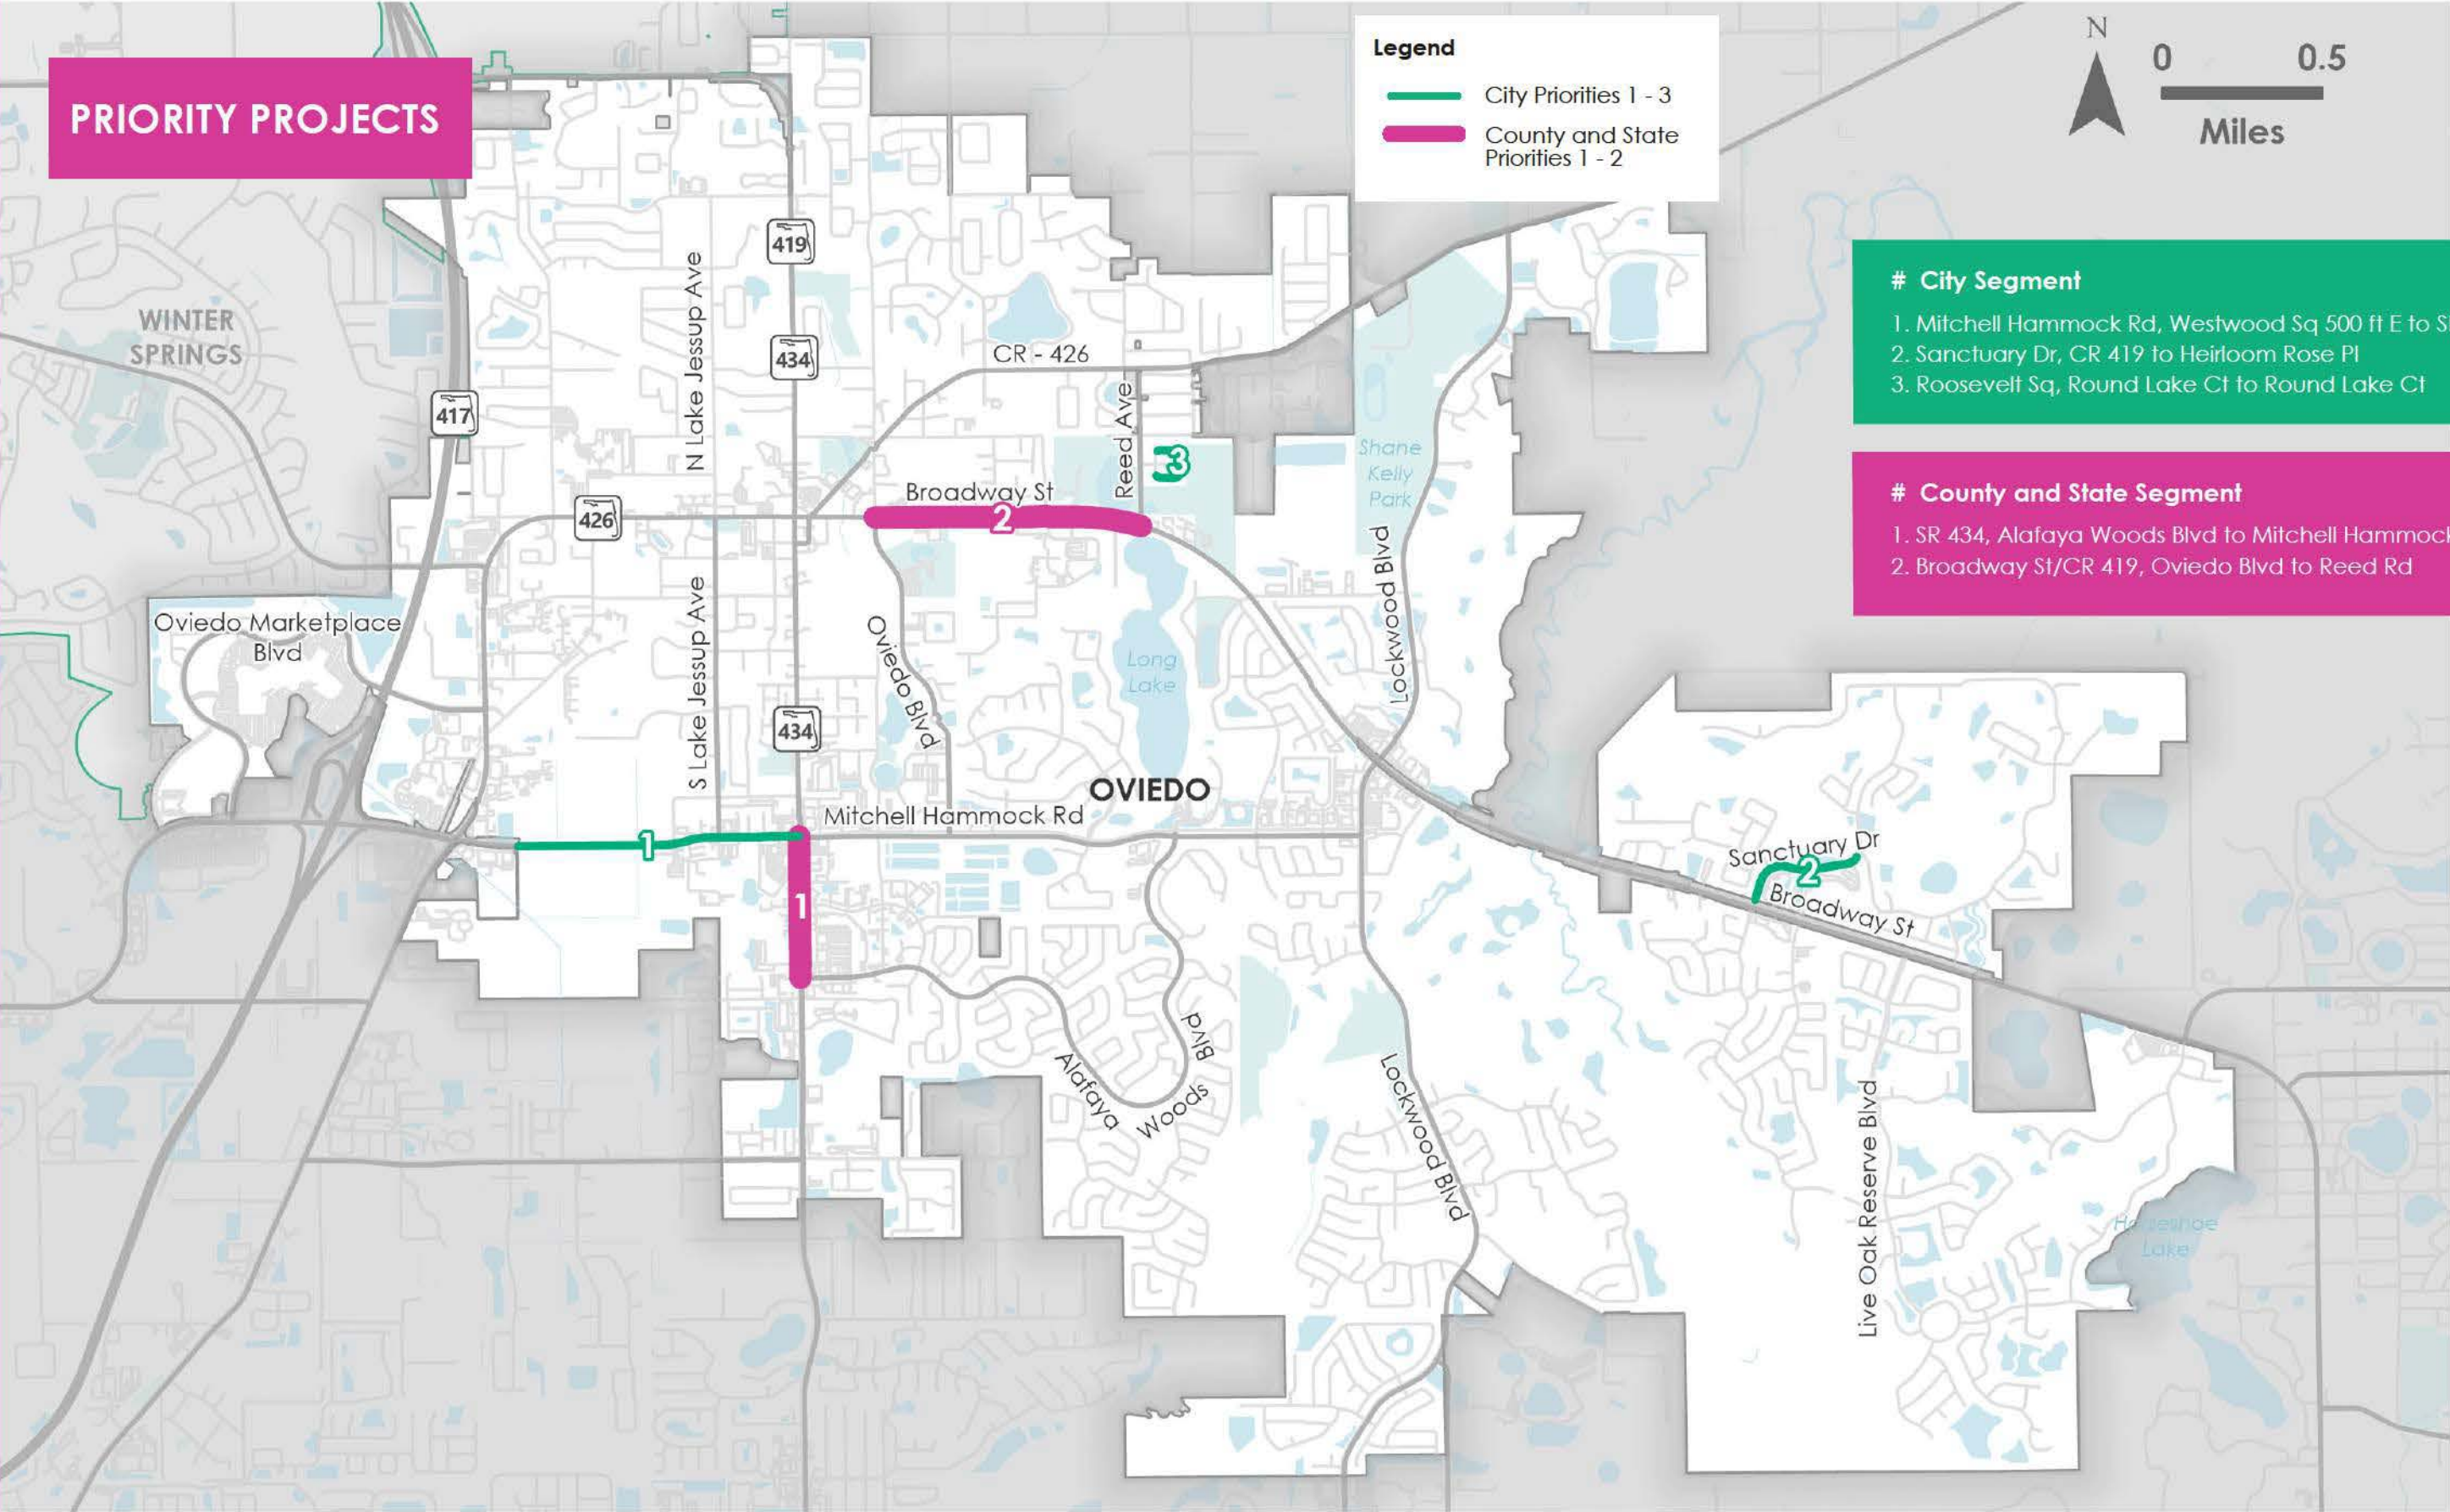 PRIORITY PROJECTS
Legend
City Priorities 1 - 3
County and State
Priorities 1 - 2
N
0 0.5
Miles
# City Segment
1. Mitchell Hammock Rd, Westwood Sq 500 ft E to S
2. Sanctuary Dr, CR 419 to Heirloom Rose Pl
3. Roosevelt Sq, Round Lake Ct to Round Lake Ct
# County and State Segment
1. SR 434, Alafaya Woods Blvd to Mitchell Hammock
2. Broadway St/CR 419, Oviedo Blvd to Reed Rd
WINTER
SPRINGS
417
419
434
N Lake Jessup Ave
CR - 426
Reed Ave
3
Shane
Kelly
Park
Broadway St
2
426
Lockwood Blvd
Oviedo Marketplace
Blvd
S Lake Jessup Ave
Oviedo Blvd
Long
Lake
434
OVIEDO
Mitchell Hammock Rd
1
1
Sanctuary Dr
2
Broadway St
Alafaya
Woods
Blvd
Lockwood Blvd
Live Oak Reserve Blvd
Horseshoe
Lake